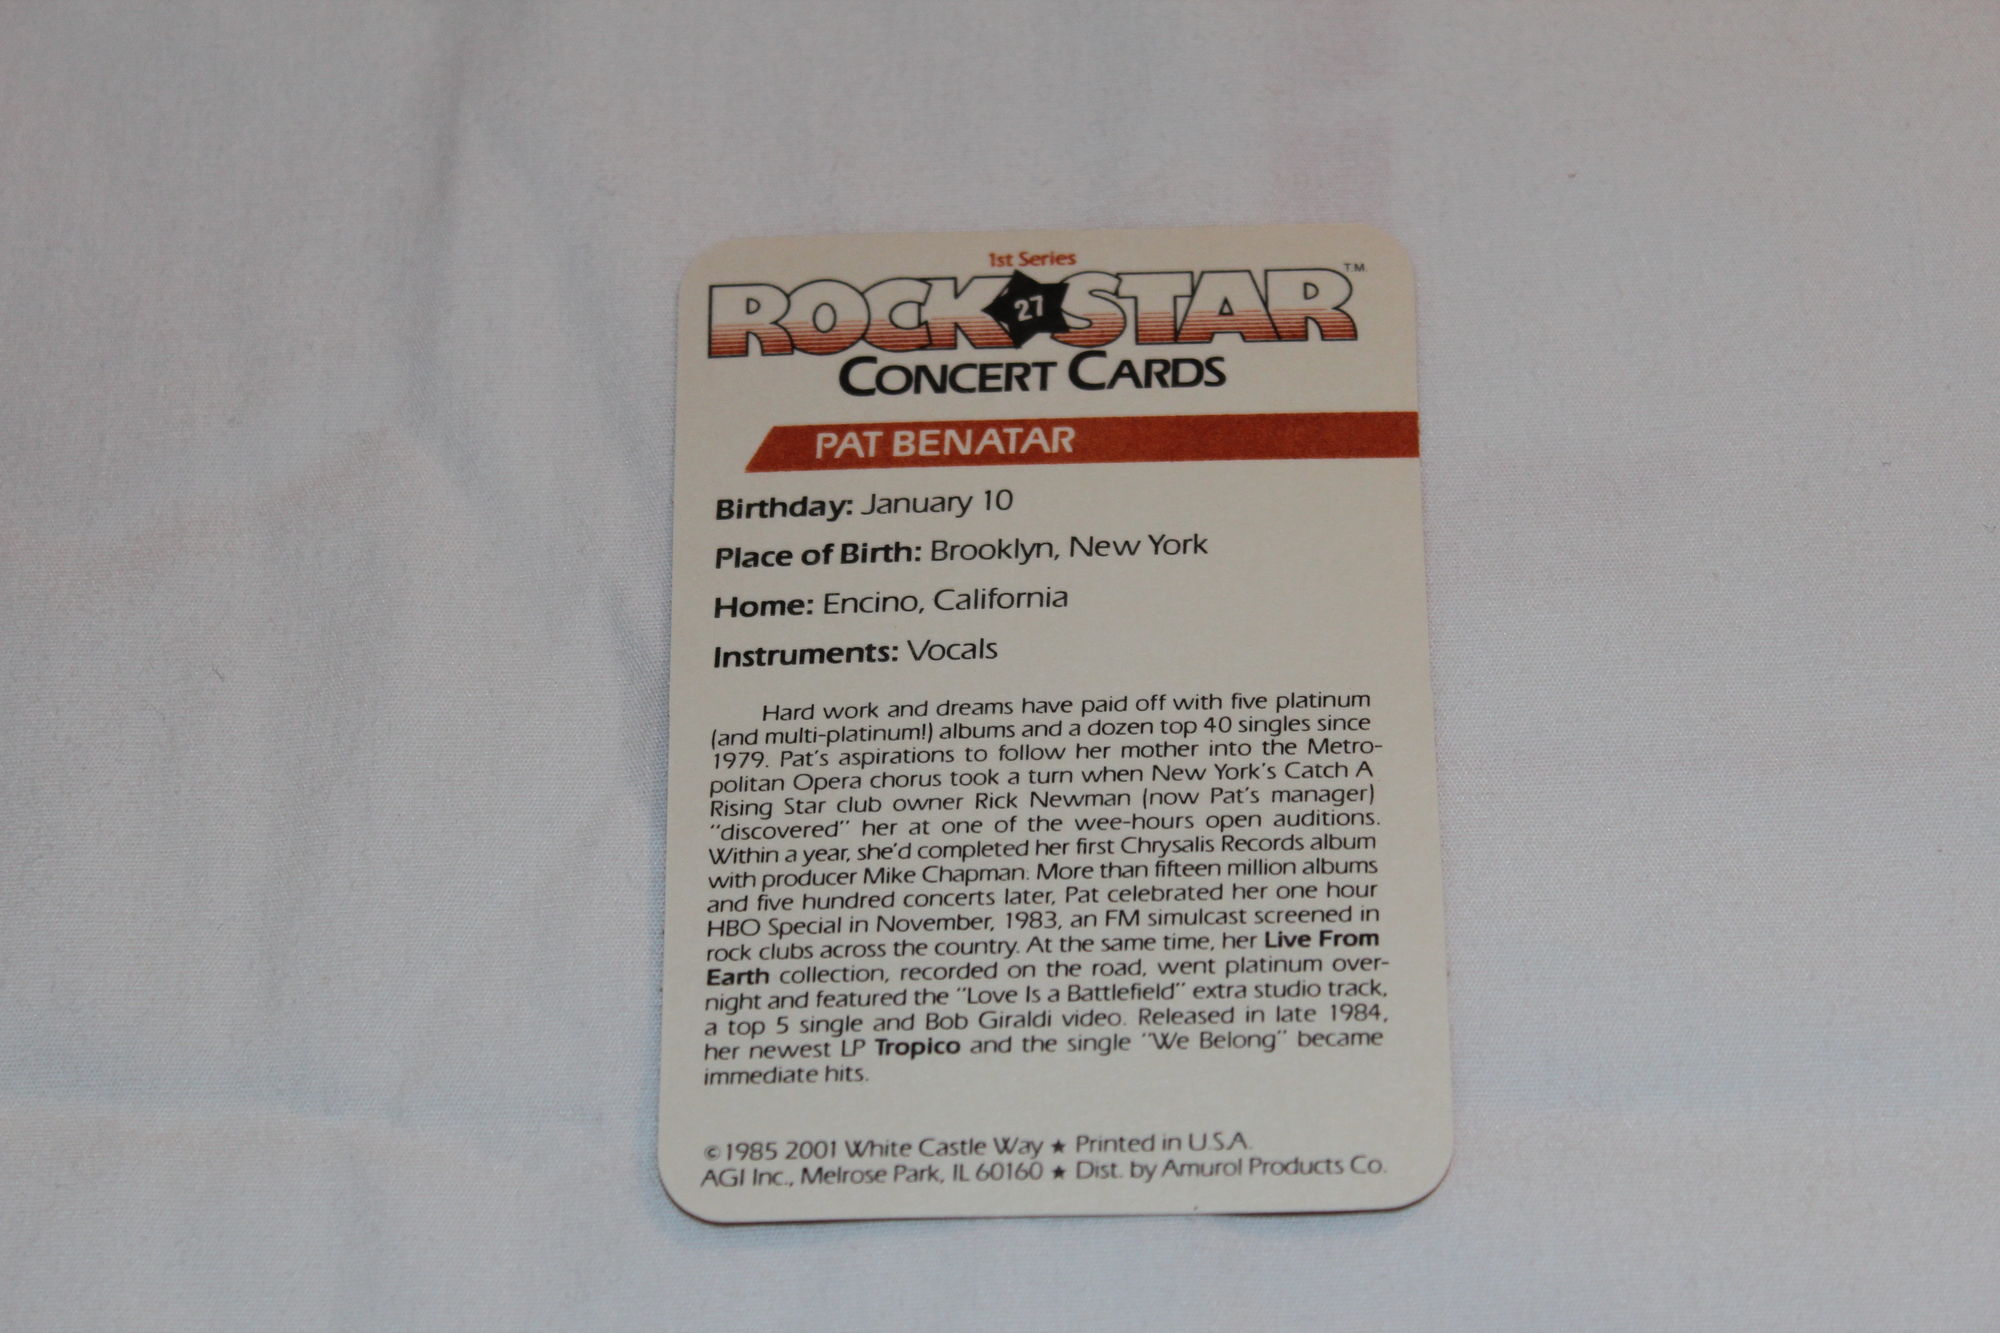 1st Series
ROCK 27 STAR T.M.
CONCERT CARDS
PAT BENATAR
Birthday: January 10
Place of Birth: Brooklyn, New York
Home: Encino, California
Instruments: Vocals
Hard work and dreams have paid off with five platinum
(and multi-platinum!) albums and a dozen top 40 singles since
1979. Pat's aspirations to follow her mother into the Metro-
politan Opera chorus took a turn when New York's Catch A
Rising Star club owner Rick Newman (now Pat's manager)
"discovered" her at one of the wee-hours open auditions.
Within a year, she'd completed her first Chrysalis Records album
with producer Mike Chapman. More than fifteen million albums
and five hundred concerts later, Pat celebrated her one hour
HBO Special in November, 1983, an FM simulcast screened in
rock clubs across the country. At the same time, her Live From
Earth collection, recorded on the road, went platinum over-
night and featured the "Love Is a Battlefield" extra studio track,
a top 5 single and Bob Giraldi video. Released in late 1984,
her newest LP Tropico and the single "We Belong" became
immediate hits.
©1985 2001 White Castle Way ★ Printed in U.S.A.
AGI Inc., Melrose Park, IL 60160 ★ Dist. by Amurol Products Co.